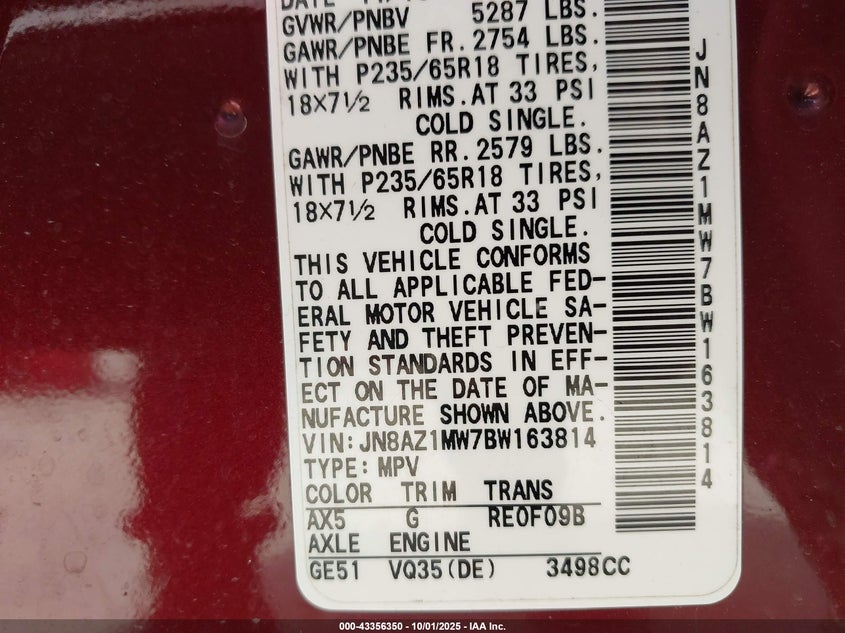 DATE
GVWR/PNBV 5287 LBS.
GAWR/PNBE FR. 2754 LBS.
WITH P235/65R18 TIRES,
18X7½ RIMS.AT 33 PSI
COLD SINGLE.
GAWR/PNBE RR. 2579 LBS.
WITH P235/65R18 TIRES,
18X7½ RIMS.AT 33 PSI
COLD SINGLE.
THIS VEHICLE CONFORMS
TO ALL APPLICABLE FED-
ERAL MOTOR VEHICLE SA-
FETY AND THEFT PREVEN-
TION STANDARDS IN EFF-
ECT ON THE DATE OF MA-
NUFACTURE SHOWN ABOVE.
VIN:JN8AZ1MW7BW163814
TYPE:MPV
COLOR TRIM TRANS
AX5 G RE0F09B
AXLE ENGINE
GE51 VQ35(DE) 3498CC
JN8AZ1MW7BW163814
000-43356350 - 10/01/2025 - IAA Inc.